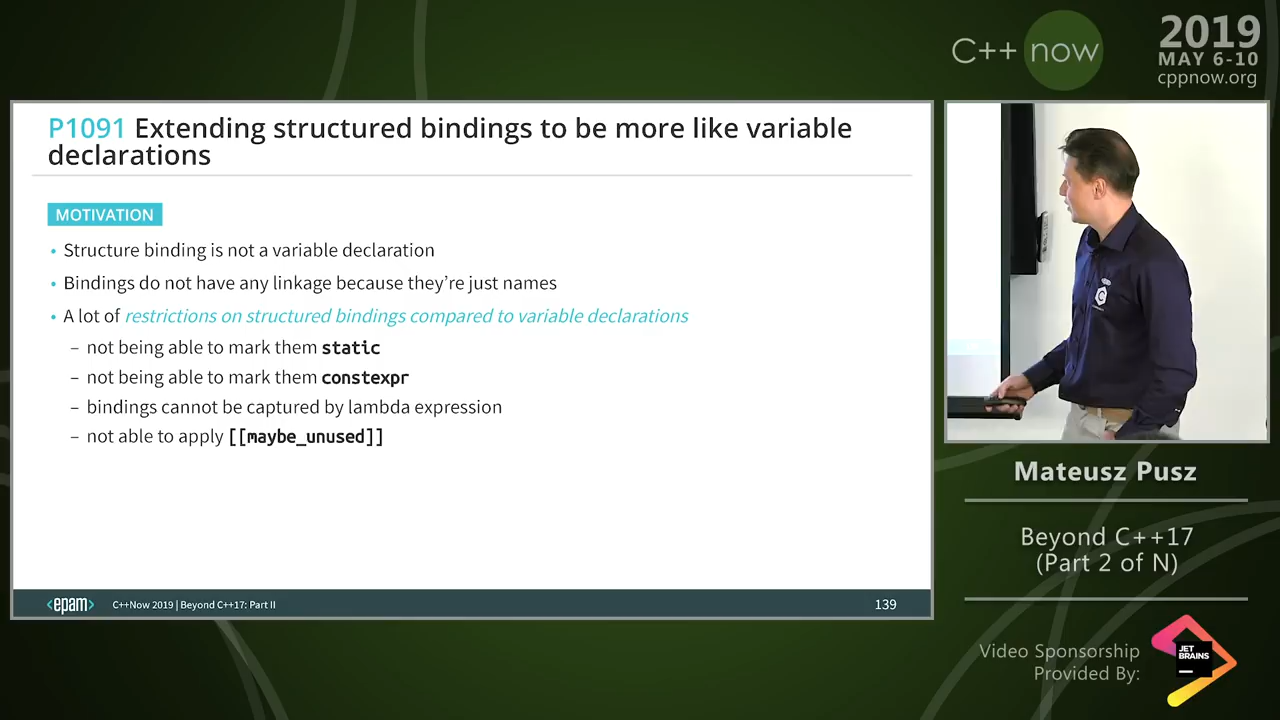 C++ now
2019
MAY 6-10
cppnow.org
P1091 Extending structured bindings to be more like variable
declarations
MOTIVATION
• Structure binding is not a variable declaration
• Bindings do not have any linkage because they're just names
• A lot of restrictions on structured bindings compared to variable declarations
– not being able to mark them static
– not being able to mark them constexpr
– bindings cannot be captured by lambda expression
– not able to apply [[maybe_unused]]
<epam> C++Now 2019 | Beyond C++17: Part II 139
Mateusz Pusz
Beyond C++17
(Part 2 of N)
Video Sponsorship
Provided By:
JET
BRAINS